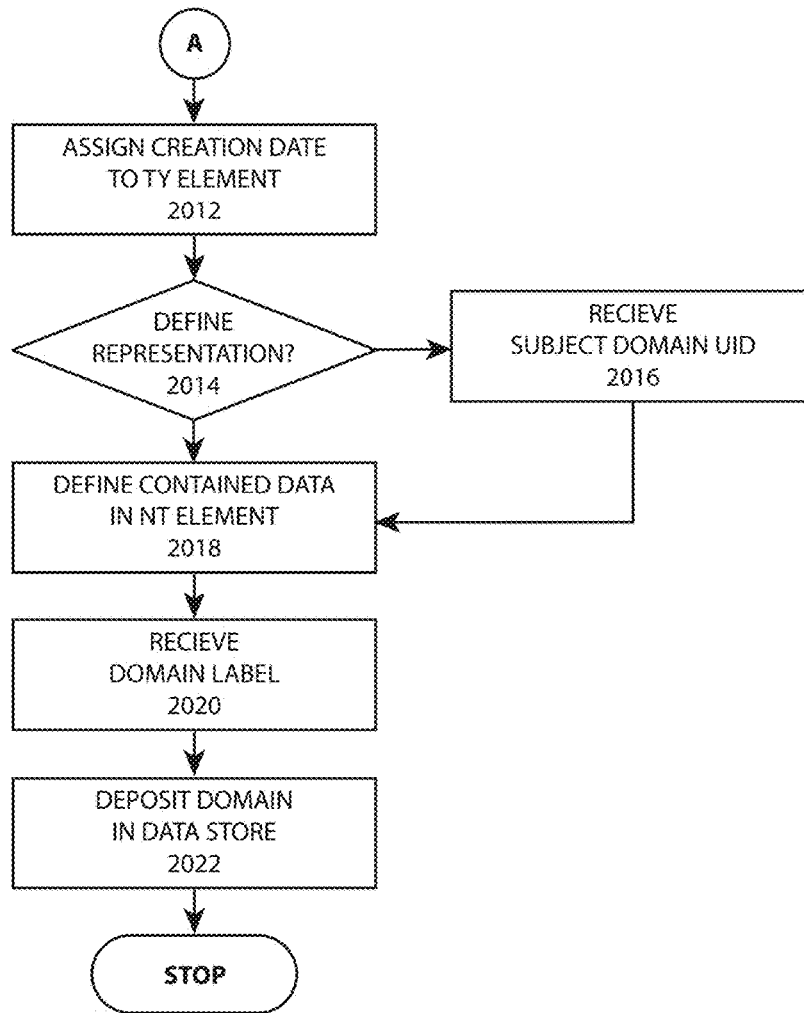 A
ASSIGN CREATION DATE
TO TY ELEMENT
2012
DEFINE
REPRESENTATION?
2014
RECIEVE
SUBJECT DOMAIN UID
2016
DEFINE CONTAINED DATA
IN NT ELEMENT
2018
RECIEVE
DOMAIN LABEL
2020
DEPOSIT DOMAIN
IN DATA STORE
2022
STOP